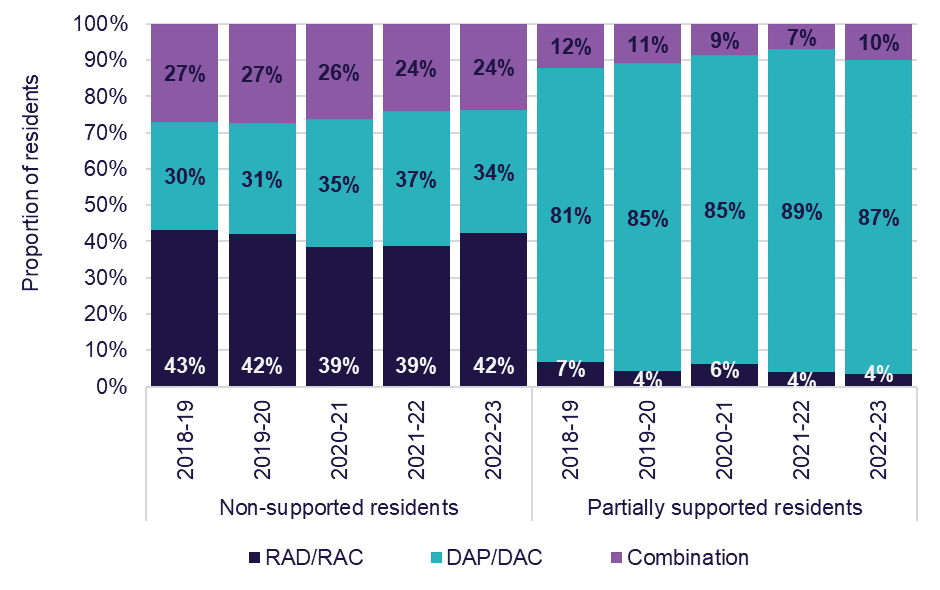 Proportion of residents
100%
90%
80%
70%
60%
50%
40%
30%
20%
10%
0%
27% 27% 26% 24% 24% 12% 11% 9% 7% 10%
30% 31% 35% 37% 34% 81% 85% 85% 89% 87%
43% 42% 39% 39% 42% 7% 4% 6% 4% 4%
2018-19 2019-20 2020-21 2021-22 2022-23 2018-19 2019-20 2020-21 2021-22 2022-23
Non-supported residents Partially supported residents
RAD/RAC DAP/DAC Combination